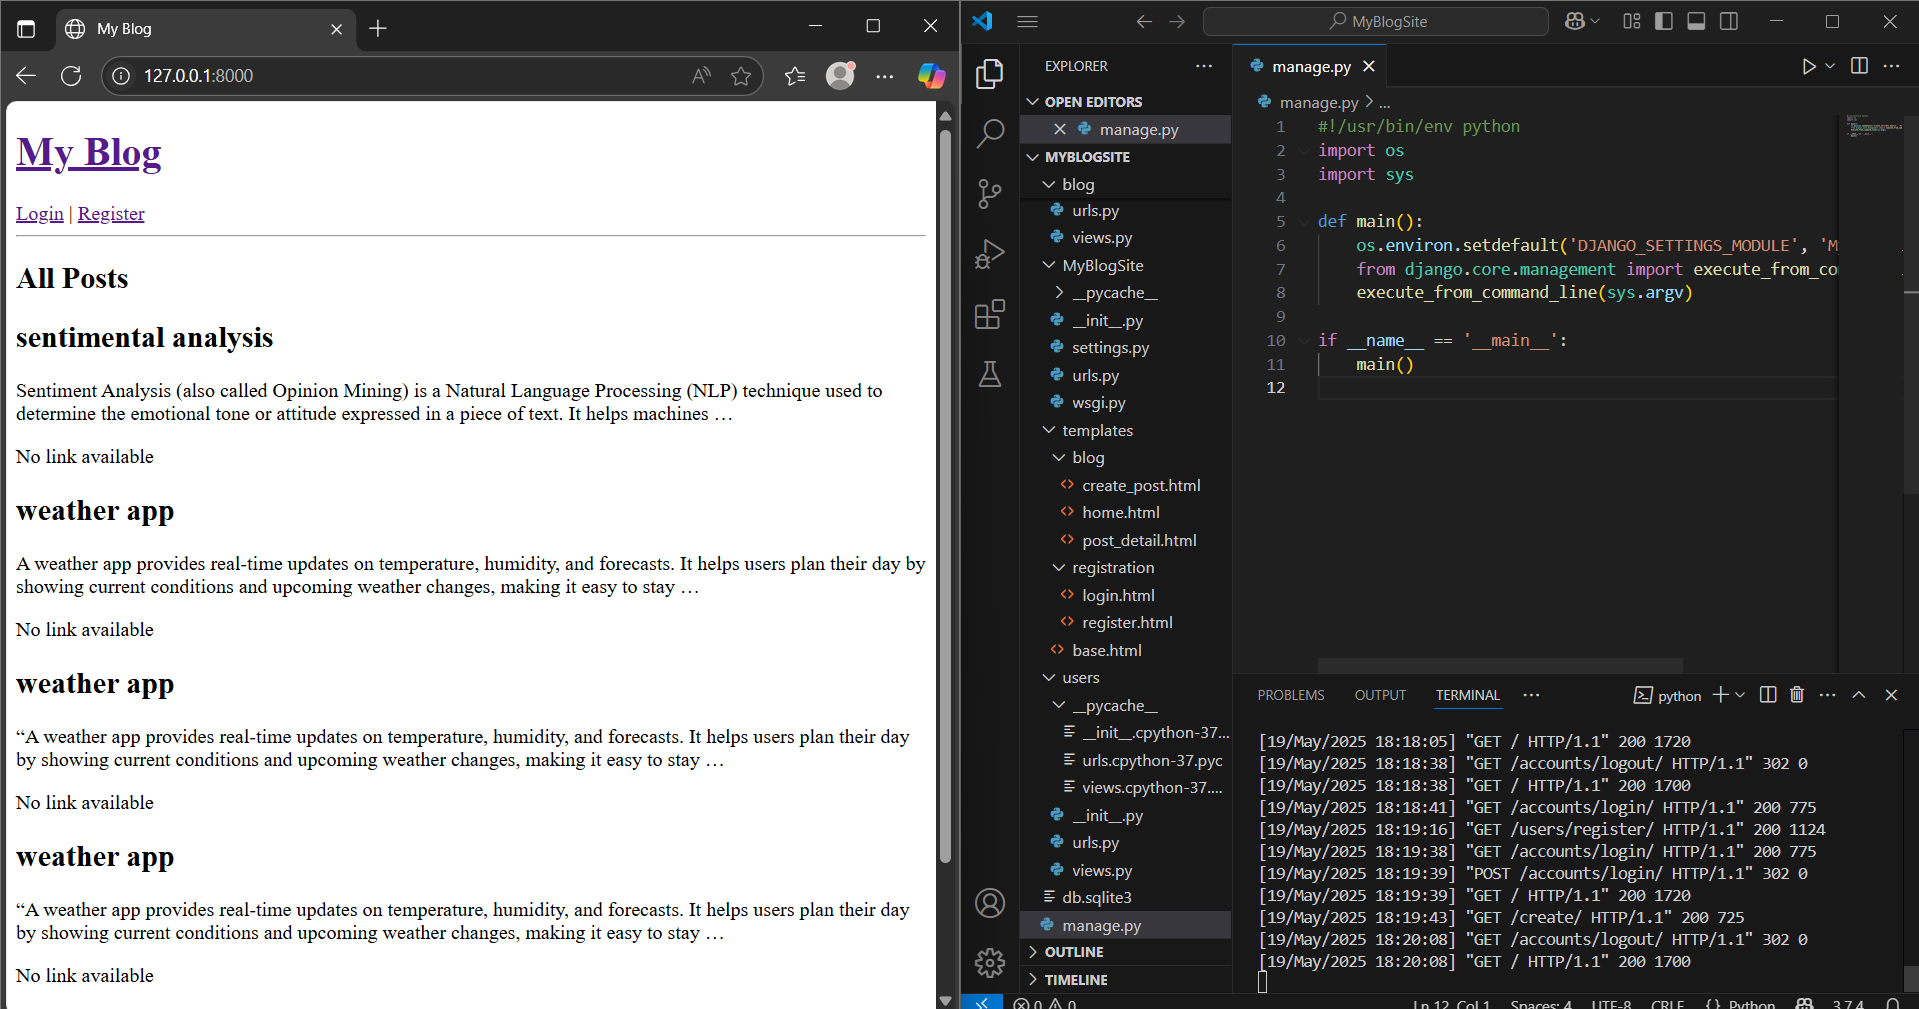 My Blog
127.0.0.1:8000
My Blog
Login | Register
All Posts
sentimental analysis
Sentiment Analysis (also called Opinion Mining) is a Natural Language Processing (NLP) technique used to
determine the emotional tone or attitude expressed in a piece of text. It helps machines …
No link available
weather app
A weather app provides real-time updates on temperature, humidity, and forecasts. It helps users plan their day by
showing current conditions and upcoming weather changes, making it easy to stay …
No link available
weather app
“A weather app provides real-time updates on temperature, humidity, and forecasts. It helps users plan their day
by showing current conditions and upcoming weather changes, making it easy to stay …
No link available
weather app
“A weather app provides real-time updates on temperature, humidity, and forecasts. It helps users plan their day
by showing current conditions and upcoming weather changes, making it easy to stay …
No link available
MyBlogSite
EXPLORER
OPEN EDITORS
manage.py
MYBLOGSITE
blog
urls.py
views.py
MyBlogSite
__pycache__
__init__.py
settings.py
urls.py
wsgi.py
templates
blog
create_post.html
home.html
post_detail.html
registration
login.html
register.html
base.html
users
__pycache__
__init__.cpython-37...
urls.cpython-37.pyc
views.cpython-37....
__init__.py
urls.py
views.py
db.sqlite3
manage.py
OUTLINE
TIMELINE
manage.py
manage.py > ...
1 #!/usr/bin/env python
2 import os
3 import sys
4
5 def main():
6 os.environ.setdefault('DJANGO_SETTINGS_MODULE', 'M
7 from django.core.management import execute_from_co
8 execute_from_command_line(sys.argv)
9
10 if __name__ == '__main__':
11 main()
12
PROBLEMS OUTPUT TERMINAL ... python
[19/May/2025 18:18:05] "GET / HTTP/1.1" 200 1720
[19/May/2025 18:18:38] "GET /accounts/logout/ HTTP/1.1" 302 0
[19/May/2025 18:18:38] "GET / HTTP/1.1" 200 1700
[19/May/2025 18:18:41] "GET /accounts/login/ HTTP/1.1" 200 775
[19/May/2025 18:19:16] "GET /users/register/ HTTP/1.1" 200 1124
[19/May/2025 18:19:38] "GET /accounts/login/ HTTP/1.1" 200 775
[19/May/2025 18:19:39] "POST /accounts/login/ HTTP/1.1" 302 0
[19/May/2025 18:19:39] "GET / HTTP/1.1" 200 1720
[19/May/2025 18:19:43] "GET /create/ HTTP/1.1" 200 725
[19/May/2025 18:20:08] "GET /accounts/logout/ HTTP/1.1" 302 0
[19/May/2025 18:20:08] "GET / HTTP/1.1" 200 1700
0 0 Ln 12, Col 1 Spaces: 4 UTF-8 CRLF {} Python 3.7.4